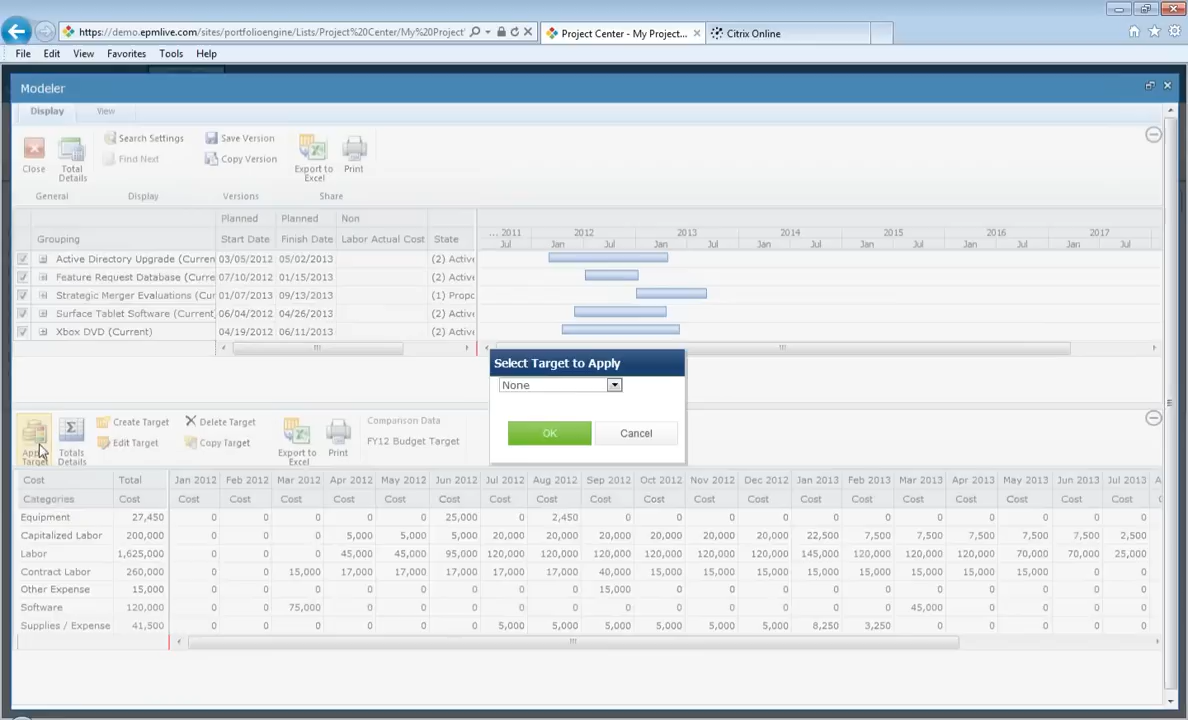 https://demo.epmlive.com/sites/portfolioengine/Lists/Project%20Center/My%20Project
Project Center - My Project...
Citrix Online
File Edit View Favorites Tools Help
Modeler
Display View
Close
Total Details
Search Settings
Find Next
Save Version
Copy Version
Export to Excel
Print
General Display Versions Share
Planned Planned Non
Grouping Start Date Finish Date Labor Actual Cost State
... 2011 2012 2013 2014 2015 2016 2017
Jul Jan Jul Jan Jul Jan Jul Jan Jul Jan Jul Jan Jul
Active Directory Upgrade (Curren 03/05/2012 05/02/2013 (2) Active
Feature Request Database (Curre 07/10/2012 01/15/2013 (2) Active
Strategic Merger Evaluations (Cur 01/07/2013 09/13/2013 (1) Propc
Surface Tablet Software (Current) 06/04/2012 04/26/2013 (2) Active
Xbox DVD (Current) 04/19/2012 06/11/2013 (2) Active
Select Target to Apply
None
OK Cancel
Target
Totals Details
Create Target
Edit Target
Delete Target
Copy Target
Export to Excel
Print
Comparison Data
FY12 Budget Target
Cost Total Jan 2012 Feb 2012 Mar 2012 Apr 2012 May 2012 Jun 2012 Jul 2012 Aug 2012 Sep 2012 Oct 2012 Nov 2012 Dec 2012 Jan 2013 Feb 2013 Mar 2013 Apr 2013 May 2013 Jun 2013 Jul 2013 A
Categories Cost Cost Cost Cost Cost Cost Cost Cost Cost Cost Cost Cost Cost Cost Cost Cost Cost Cost Cost Cost C
Equipment 27,450 0 0 0 0 0 25,000 0 2,450 0 0 0 0 0 0 0 0 0 0 0
Capitalized Labor 200,000 0 0 0 5,000 5,000 5,000 20,000 20,000 20,000 20,000 20,000 20,000 22,500 7,500 7,500 7,500 7,500 7,500 2,500
Labor 1,625,000 0 0 0 45,000 45,000 95,000 120,000 120,000 120,000 120,000 120,000 120,000 145,000 120,000 120,000 120,000 70,000 70,000 25,000
Contract Labor 260,000 0 0 15,000 17,000 17,000 17,000 17,000 17,000 40,000 15,000 15,000 15,000 15,000 15,000 15,000 15,000 15,000 0 0
Other Expense 15,000 0 0 0 0 0 0 0 0 15,000 0 0 0 0 0 0 0 0 0 0
Software 120,000 0 0 75,000 0 0 0 0 0 0 0 0 0 0 0 45,000 0 0 0 0
Supplies / Expense 41,500 0 0 0 0 0 0 5,000 5,000 5,000 5,000 5,000 5,000 8,250 3,250 0 0 0 0 0